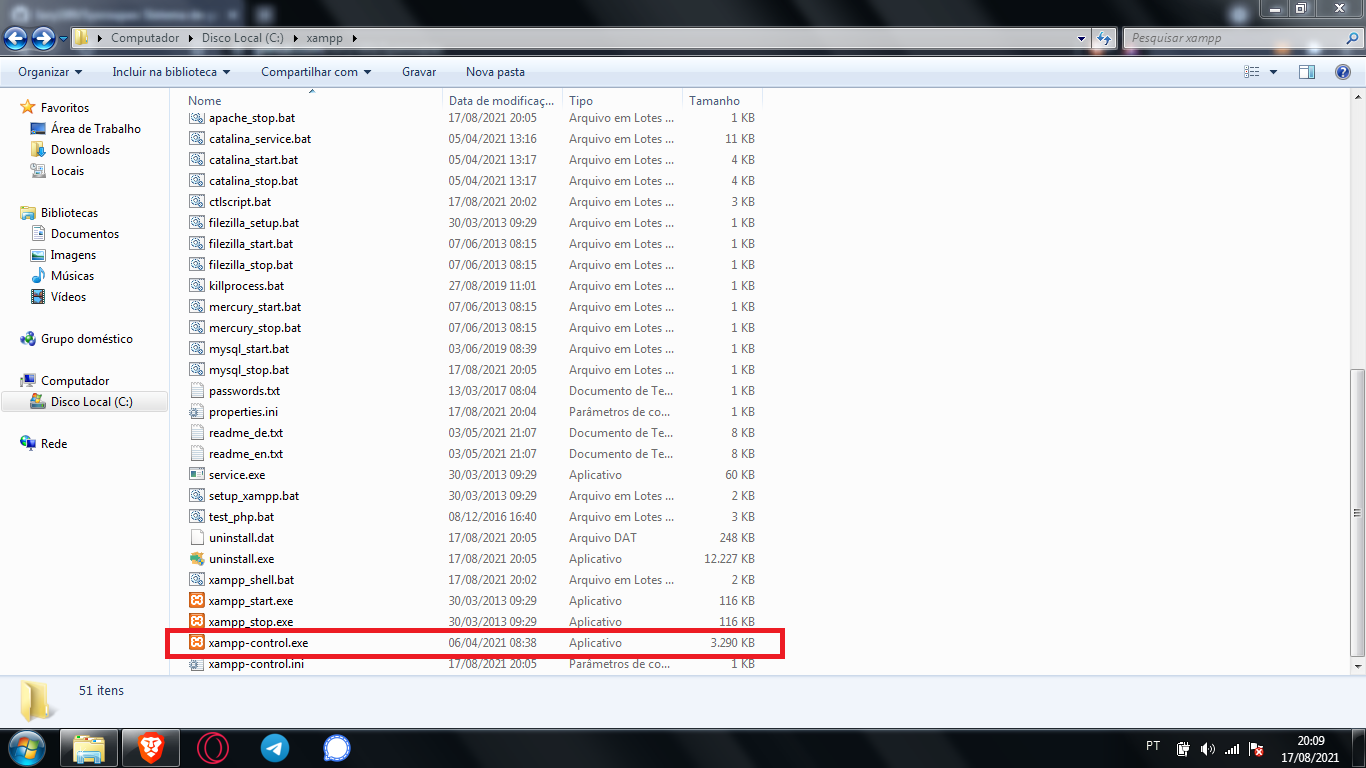 Computador Disco Local (C:) xampp
Pesquisar xampp
Organizar Incluir na biblioteca Compartilhar com Gravar Nova pasta
Favoritos
Área de Trabalho
Downloads
Locais
Bibliotecas
Documentos
Imagens
Músicas
Vídeos
Grupo doméstico
Computador
Disco Local (C:)
Rede
Nome Data de modificaç... Tipo Tamanho
apache_stop.bat 17/08/2021 20:05 Arquivo em Lotes ... 1 KB
catalina_service.bat 05/04/2021 13:16 Arquivo em Lotes ... 11 KB
catalina_start.bat 05/04/2021 13:17 Arquivo em Lotes ... 4 KB
catalina_stop.bat 05/04/2021 13:17 Arquivo em Lotes ... 4 KB
ctlscript.bat 17/08/2021 20:02 Arquivo em Lotes ... 3 KB
filezilla_setup.bat 30/03/2013 09:29 Arquivo em Lotes ... 1 KB
filezilla_start.bat 07/06/2013 08:15 Arquivo em Lotes ... 1 KB
filezilla_stop.bat 07/06/2013 08:15 Arquivo em Lotes ... 1 KB
killprocess.bat 27/08/2019 11:01 Arquivo em Lotes ... 1 KB
mercury_start.bat 07/06/2013 08:15 Arquivo em Lotes ... 1 KB
mercury_stop.bat 07/06/2013 08:15 Arquivo em Lotes ... 1 KB
mysql_start.bat 03/06/2019 08:39 Arquivo em Lotes ... 1 KB
mysql_stop.bat 17/08/2021 20:05 Arquivo em Lotes ... 1 KB
passwords.txt 13/03/2017 08:04 Documento de Te... 1 KB
properties.ini 17/08/2021 20:04 Parâmetros de co... 1 KB
readme_de.txt 03/05/2021 21:07 Documento de Te... 8 KB
readme_en.txt 03/05/2021 21:07 Documento de Te... 8 KB
service.exe 30/03/2013 09:29 Aplicativo 60 KB
setup_xampp.bat 30/03/2013 09:29 Arquivo em Lotes ... 2 KB
test_php.bat 08/12/2016 16:40 Arquivo em Lotes ... 3 KB
uninstall.dat 17/08/2021 20:05 Arquivo DAT 248 KB
uninstall.exe 17/08/2021 20:05 Aplicativo 12.227 KB
xampp_shell.bat 17/08/2021 20:02 Arquivo em Lotes ... 2 KB
xampp_start.exe 30/03/2013 09:29 Aplicativo 116 KB
xampp_stop.exe 30/03/2013 09:29 Aplicativo 116 KB
xampp-control.exe 06/04/2021 08:38 Aplicativo 3.290 KB
xampp-control.ini 17/08/2021 20:05 Parâmetros de co... 1 KB
51 itens
PT
20:09
17/08/2021